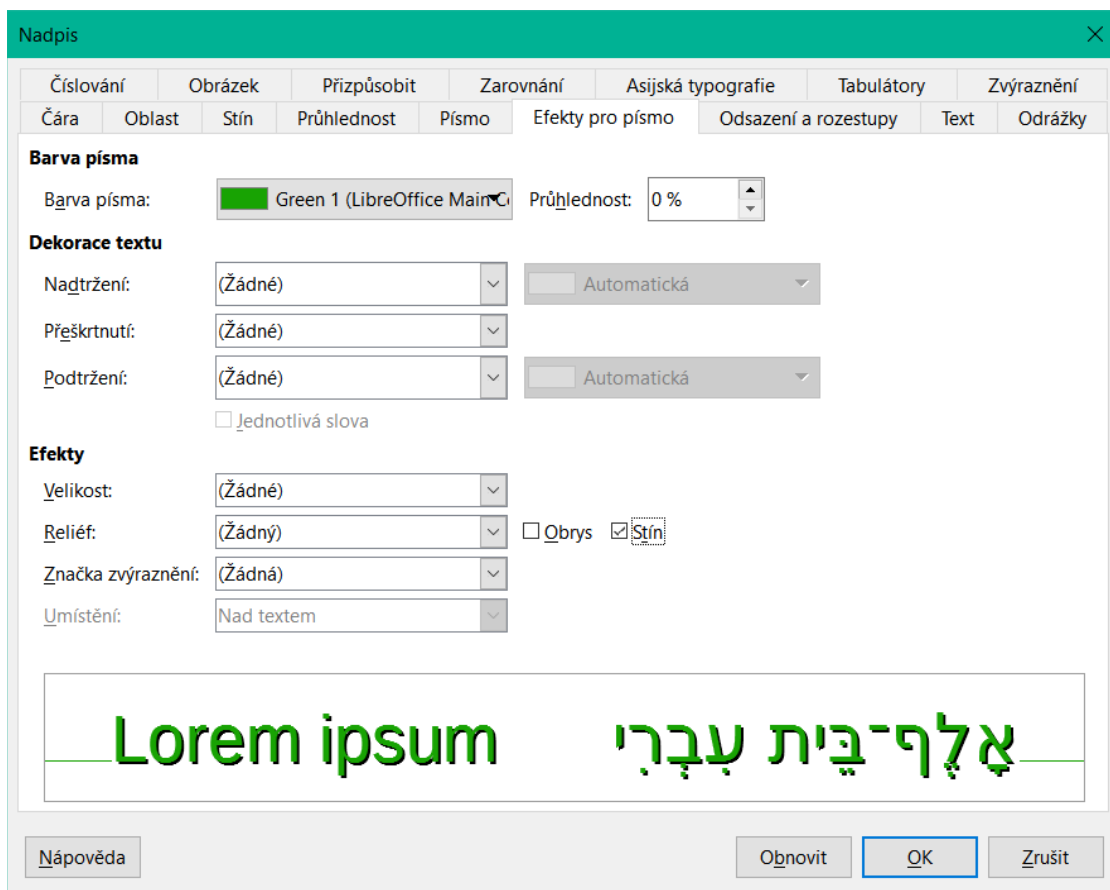 Nadpis
Číslování Obrázek Přizpůsobit Zarovnání Asijská typografie Tabulátory Zvýraznění
Čára Oblast Stín Průhlednost Písmo Efekty pro písmo Odsazení a rozestupy Text Odrážky
Barva písma
Barva písma: Green 1 (LibreOffice Main Průhlednost: 0 %
Dekorace textu
Nadtržení: (Žádné) Automatická
Přeškrtnutí: (Žádné)
Podtržení: (Žádné) Automatická
Jednotlivá slova
Efekty
Velikost: (Žádné)
Reliéf: (Žádný) Obrys Stín
Značka zvýraznění: (Žádná)
Umístění: Nad textem
Lorem ipsum אָלֶף־בֵּית עִבְרִי
Nápověda Obnovit OK Zrušit